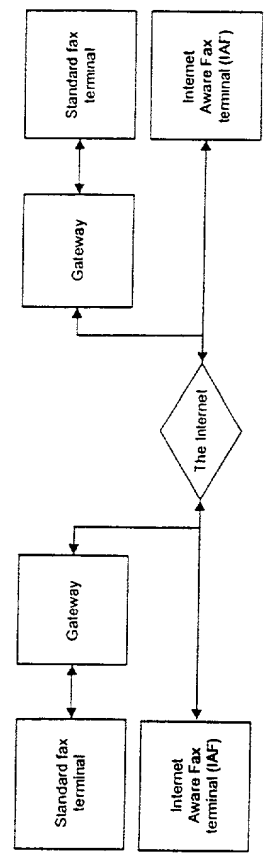 Standard fax
terminal
Gateway
Internet
Aware Fax
terminal (IAF)
The Internet
Gateway
Standard fax
terminal
Internet
Aware Fax
terminal (IAF)